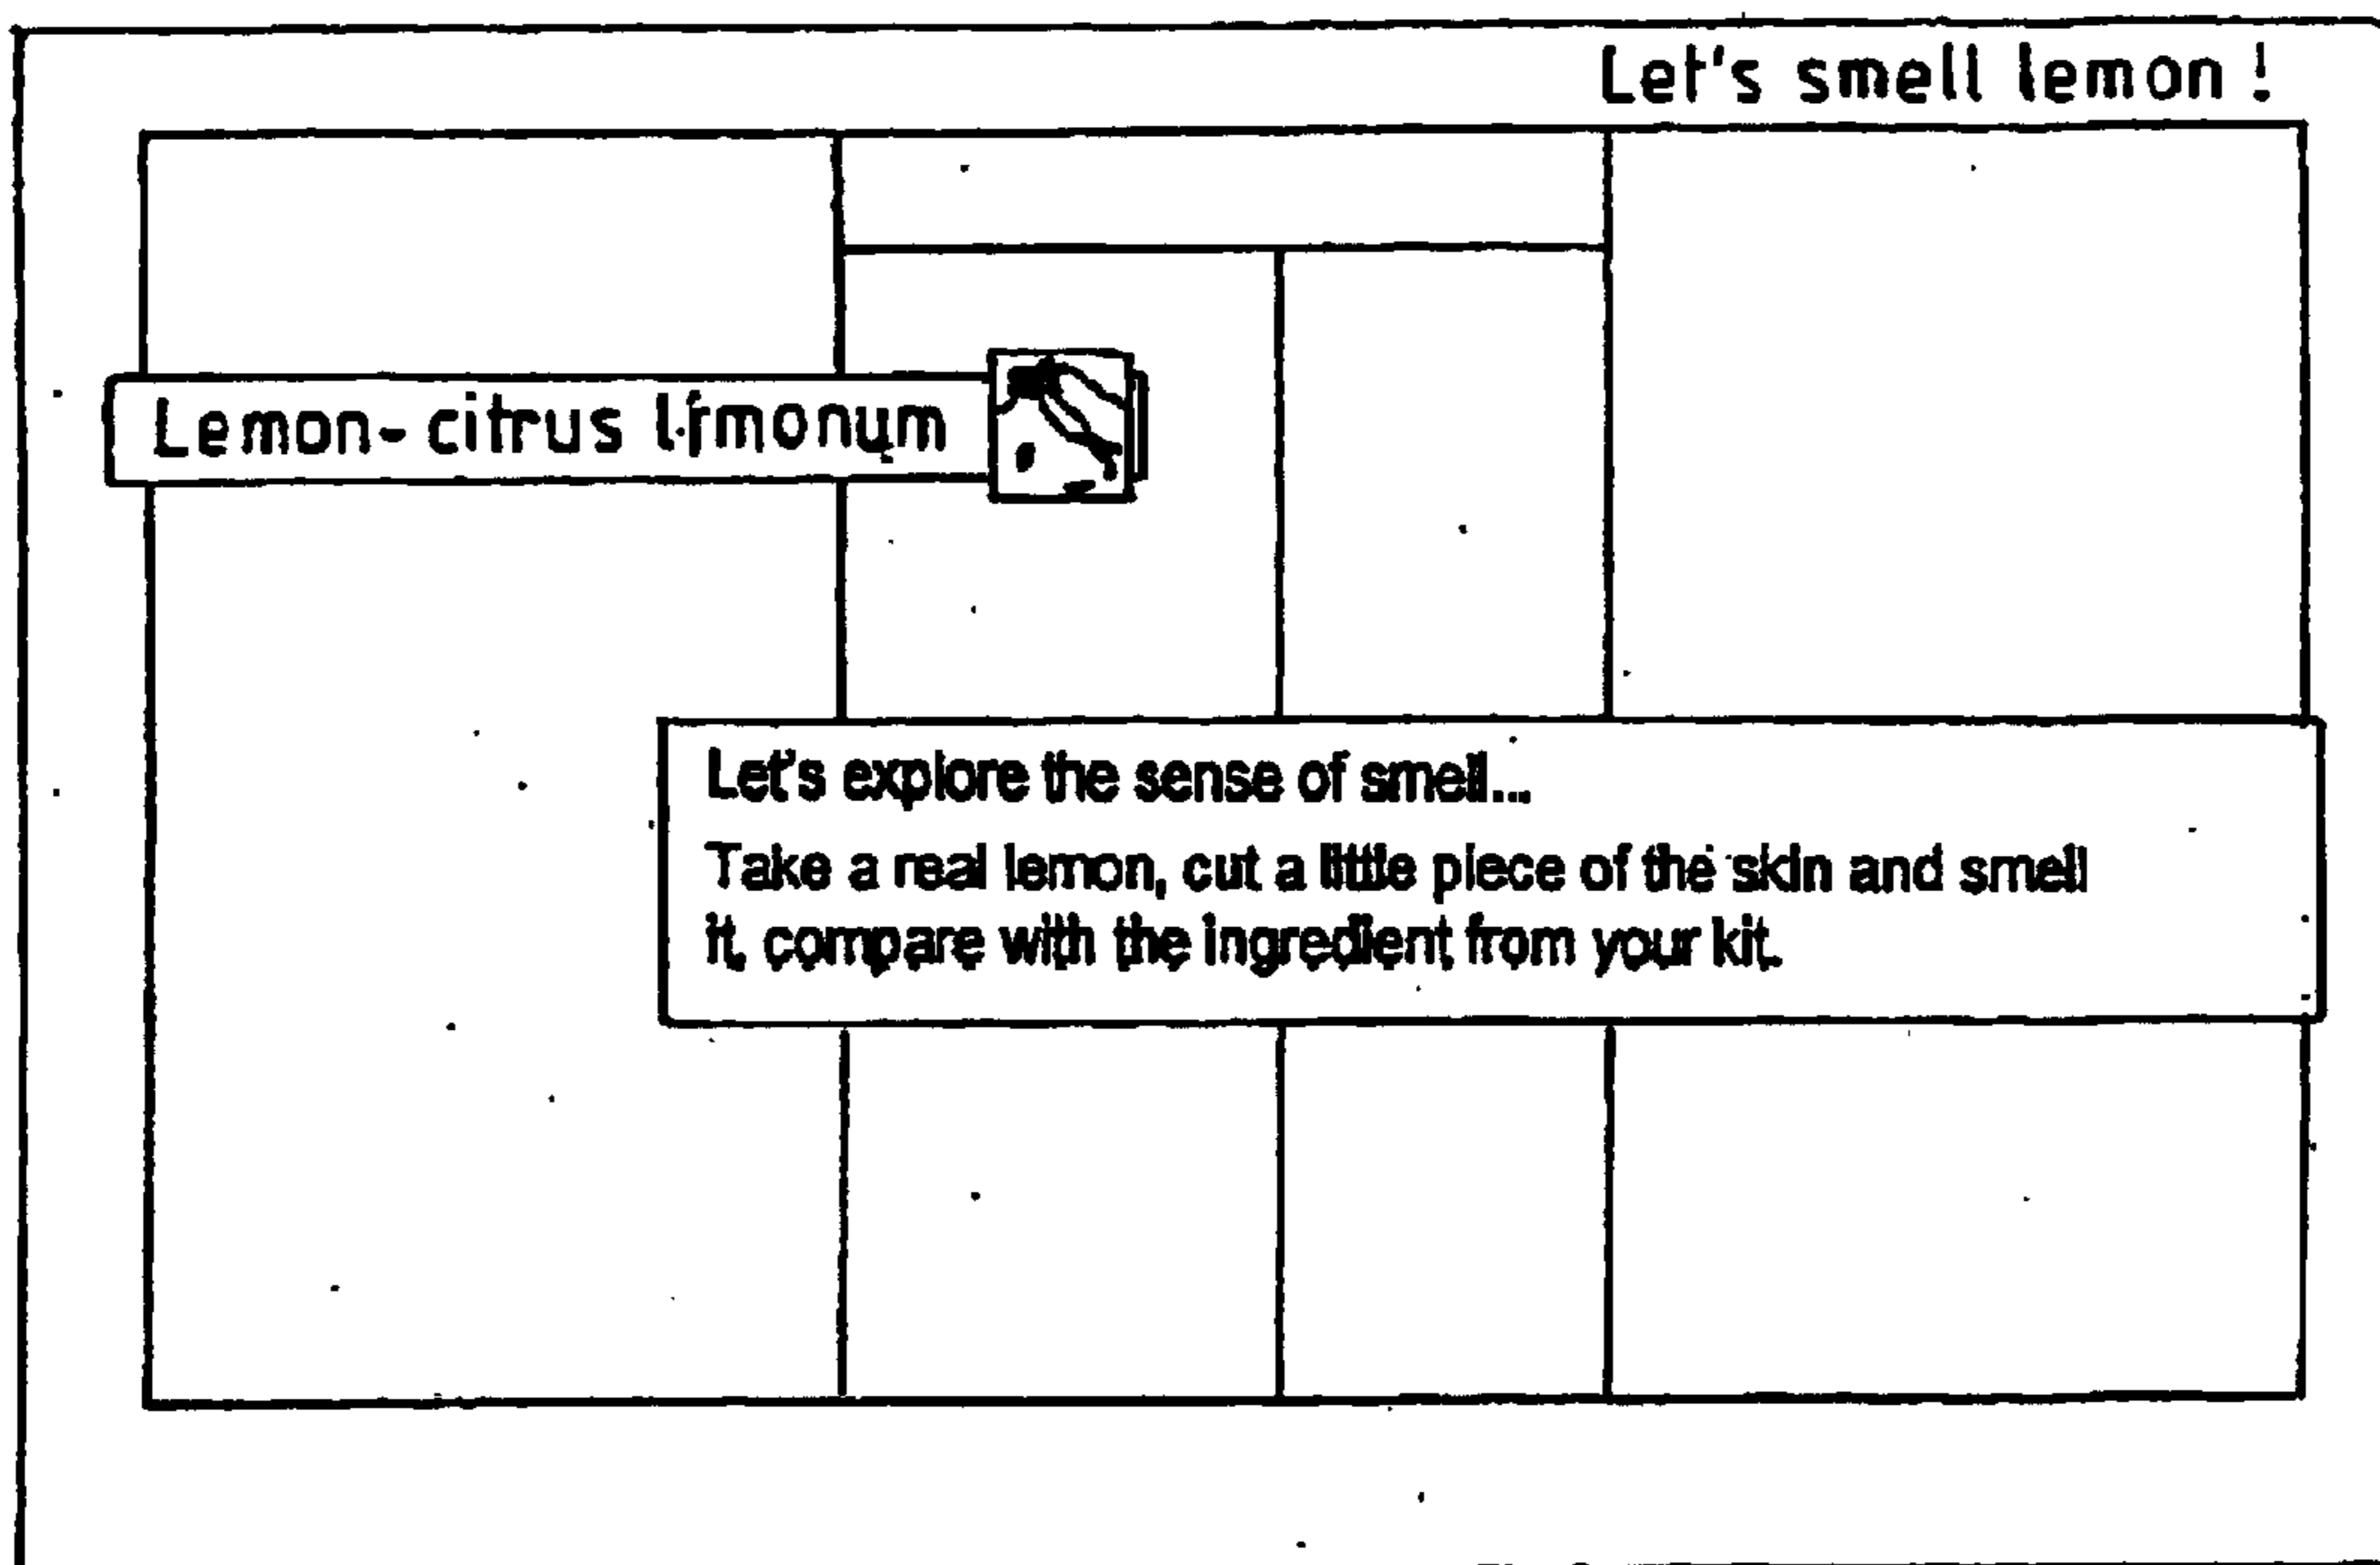 Let's smell lemon !
Lemon- citrus limonum
Let's explore the sense of smell...
Take a real lemon, cut a little piece of the skin and smell
it, compare with the ingredient from your kit.